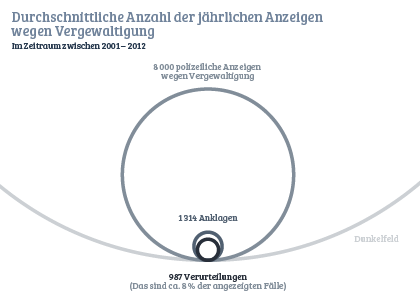 Durchschnittliche Anzahl der jährlichen Anzeigen
wegen Vergewaltigung
Im Zeitraum zwischen 2001 – 2012
8 000 polizeiliche Anzeigen
wegen Vergewaltigung
1 314 Anklagen
Dunkelfeld
987 Verurteilungen
(Das sind ca. 8 % der angezeigten Fälle)